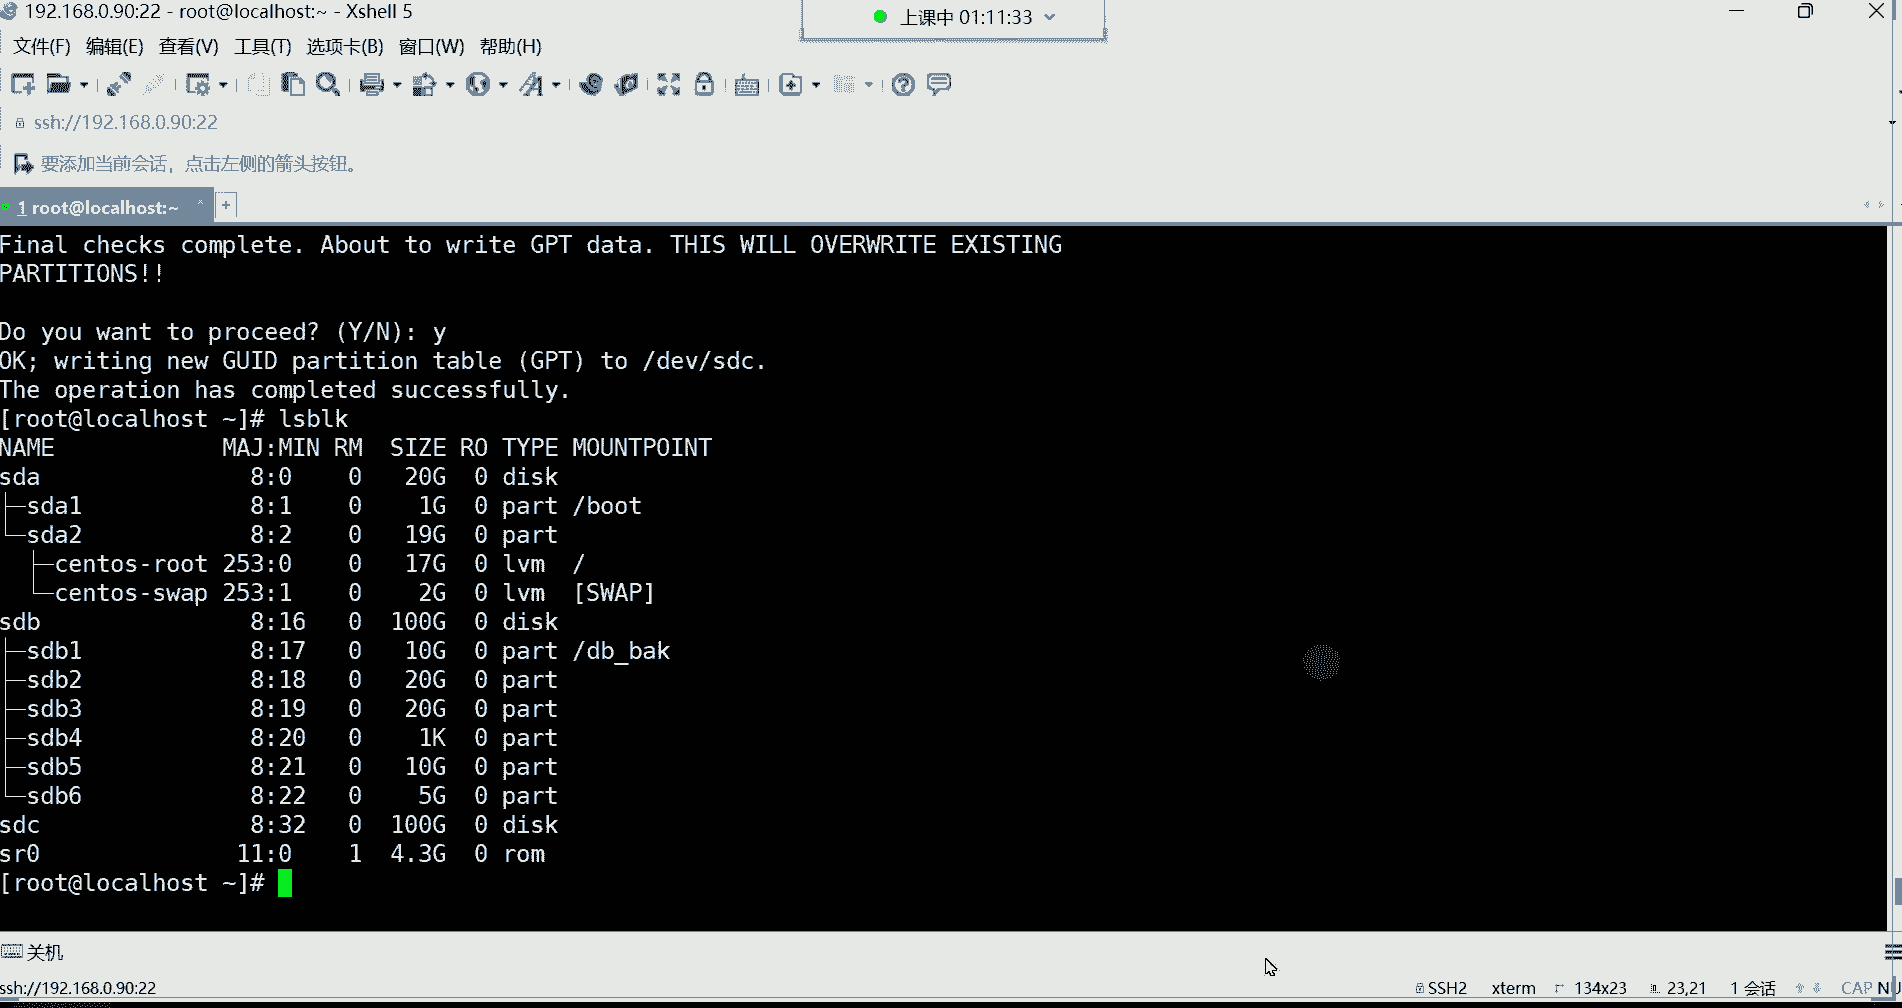 192.168.0.90:22 - root@localhost:~ - Xshell 5
上课中 01:11:33
文件(F) 编辑(E) 查看(V) 工具(T) 选项卡(B) 窗口(W) 帮助(H)
ssh://192.168.0.90:22
要添加当前会话，点击左侧的箭头按钮。
1 root@localhost:~
Final checks complete. About to write GPT data. THIS WILL OVERWRITE EXISTING
PARTITIONS!!
Do you want to proceed? (Y/N): y
OK; writing new GUID partition table (GPT) to /dev/sdc.
The operation has completed successfully.
[root@localhost ~]# lsblk
NAME MAJ:MIN RM SIZE RO TYPE MOUNTPOINT
sda 8:0 0 20G 0 disk
├─sda1 8:1 0 1G 0 part /boot
└─sda2 8:2 0 19G 0 part
├─centos-root 253:0 0 17G 0 lvm /
└─centos-swap 253:1 0 2G 0 lvm [SWAP]
sdb 8:16 0 100G 0 disk
├─sdb1 8:17 0 10G 0 part /db_bak
├─sdb2 8:18 0 20G 0 part
├─sdb3 8:19 0 20G 0 part
├─sdb4 8:20 0 1K 0 part
├─sdb5 8:21 0 10G 0 part
└─sdb6 8:22 0 5G 0 part
sdc 8:32 0 100G 0 disk
sr0 11:0 1 4.3G 0 rom
[root@localhost ~]#
关机
ssh://192.168.0.90:22 SSH2 xterm 134x23 23,21 1 会话 CAP